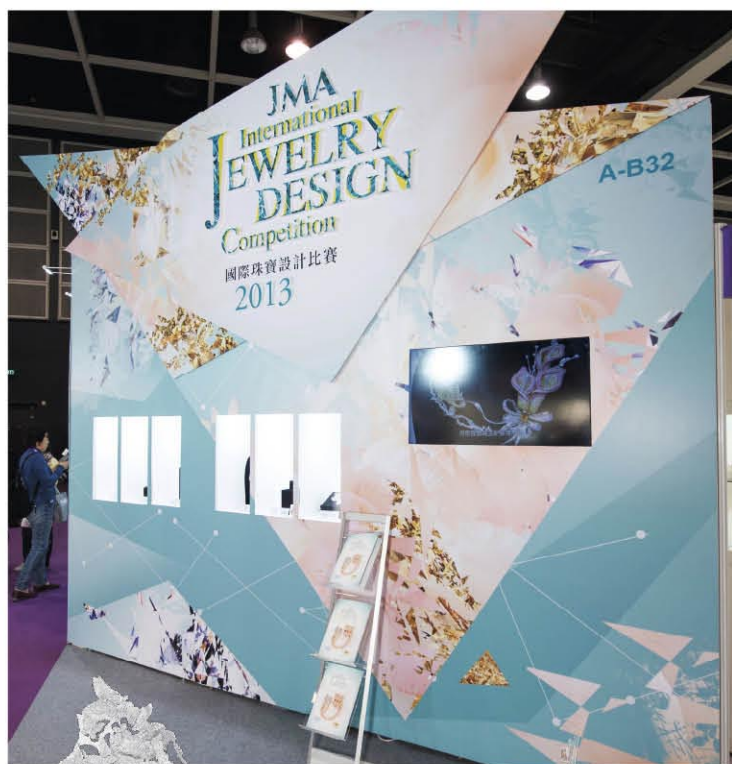 JMA
International
JEWELRY
DESIGN
Competition
國際珠寶設計比賽
2013
A-B32